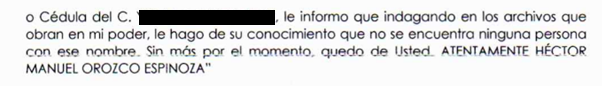 o Cédula del C. " , le informo que indagando en los archivos que
obran en mi poder, le hago de su conocimiento que no se encuentra ninguna persona
con ese nombre. Sin más por el momento, quedo de Usted. ATENTAMENTE HÉCTOR
MANUEL OROZCO ESPINOZA"